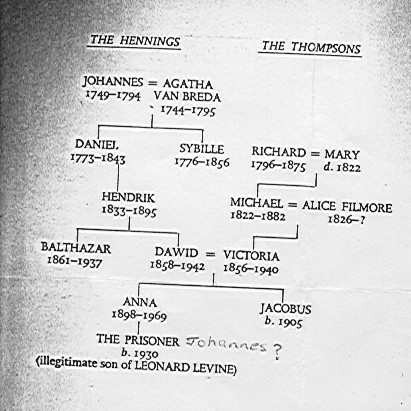 THE HENNINGS
THE THOMPSONS
JOHANNES = AGATHA
1749–1794 VAN BREDA
1744–1795
DANIEL
1773–1843
SYBILLE
1776–1856
RICHARD = MARY
1796–1875 d. 1822
HENDRIK
1833–1895
MICHAEL = ALICE FILMORE
1822–1882 1826–?
BALTHAZAR
1861–1937
DAWID = VICTORIA
1858–1942 1856–1940
ANNA
1898–1969
JACOBUS
b. 1905
THE PRISONER Johannes?
b. 1930
(illegitimate son of LEONARD LEVINE)